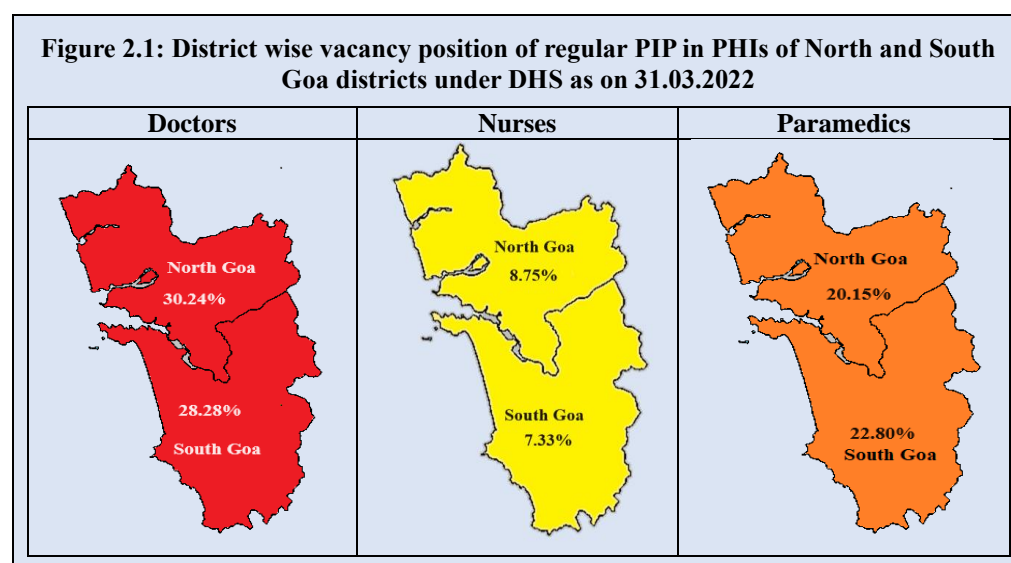 Figure 2.1: District wise vacancy position of regular PIP in PHIs of North and South
Goa districts under DHS as on 31.03.2022
Doctors
Nurses
Paramedics
North Goa
30.24%
28.28%
South Goa
North Goa
8.75%
South Goa
7.33%
North Goa
20.15%
22.80%
South Goa